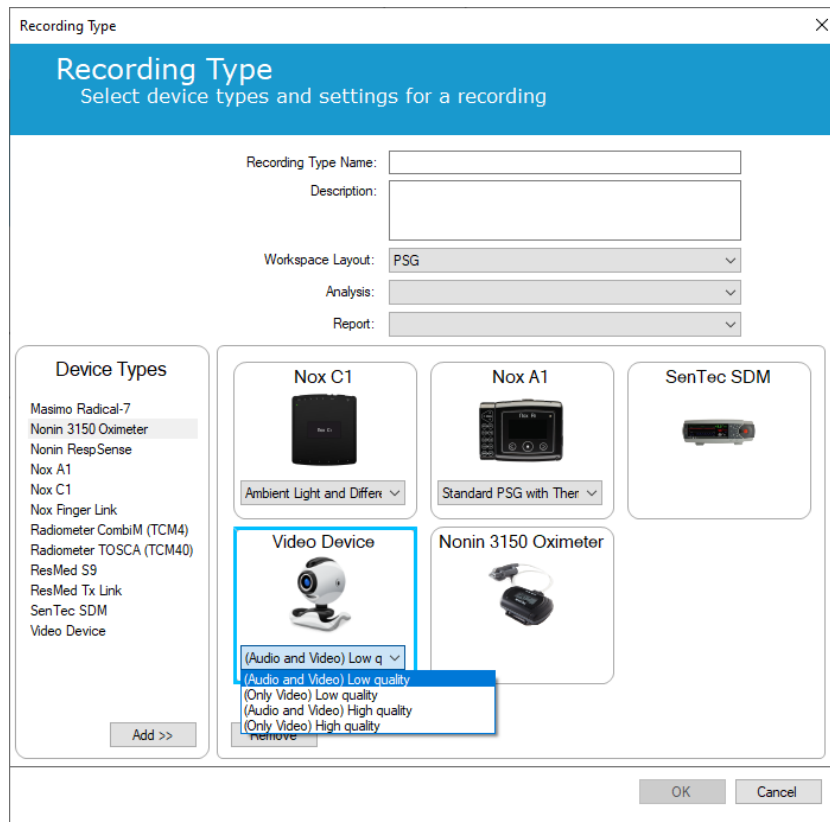 Recording Type
Recording Type
Select device types and settings for a recording
Recording Type Name:
Description:
Workspace Layout: PSG
Analysis:
Report:
Device Types
Masimo Radical-7
Nonin 3150 Oximeter
Nonin RespSense
Nox A1
Nox C1
Nox Finger Link
Radiometer CombiM (TCM4)
Radiometer TOSCA (TCM40)
ResMed S9
ResMed Tx Link
SenTec SDM
Video Device
Add >>
Nox C1
Ambient Light and Differe
Nox A1
Standard PSG with Ther
SenTec SDM
Video Device
(Audio and Video) Low q
(Audio and Video) Low quality
(Only Video) Low quality
(Audio and Video) High quality
(Only Video) High quality
Nonin 3150 Oximeter
Remove
OK
Cancel